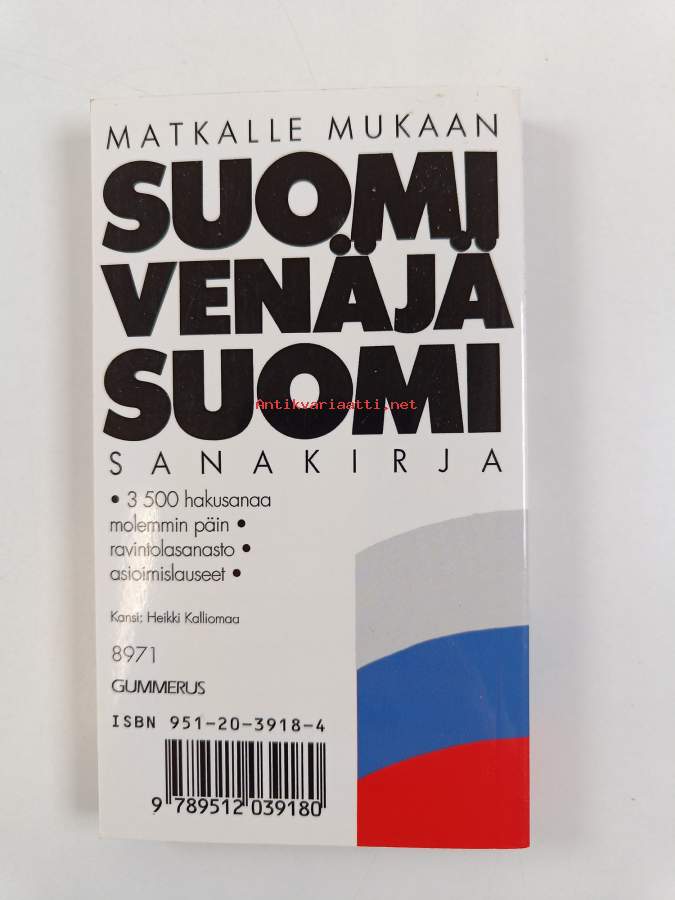 MATKALLE MUKAAN
SUOMI
VENÄJÄ
SUOMI
Antikvariaatti.net
SANAKIRJA
• 3 500 hakusanaa
molemmin päin •
ravintolasanasto •
asioimislauseet •
Kansi: Heikki Kalliomaa
8971
GUMMERUS
ISBN 951-20-3918-4
9 789512 039180